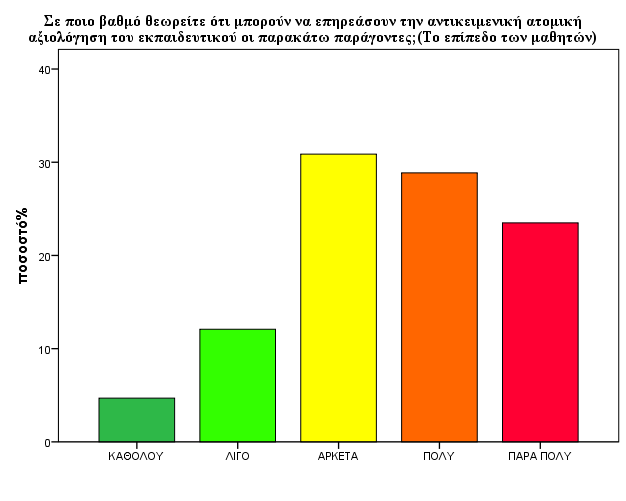 Σε ποιο βαθμό θεωρείτε ότι μπορούν να επηρεάσουν την αντικειμενική ατομική
αξιολόγηση του εκπαιδευτικού οι παρακάτω παράγοντες;(Το επίπεδο των μαθητών)
40
30
20
10
0
ποσοστό%
ΚΑΘΟΛΟΥ ΛΙΓΟ ΑΡΚΕΤΑ ΠΟΛΥ ΠΑΡΑ ΠΟΛΥ